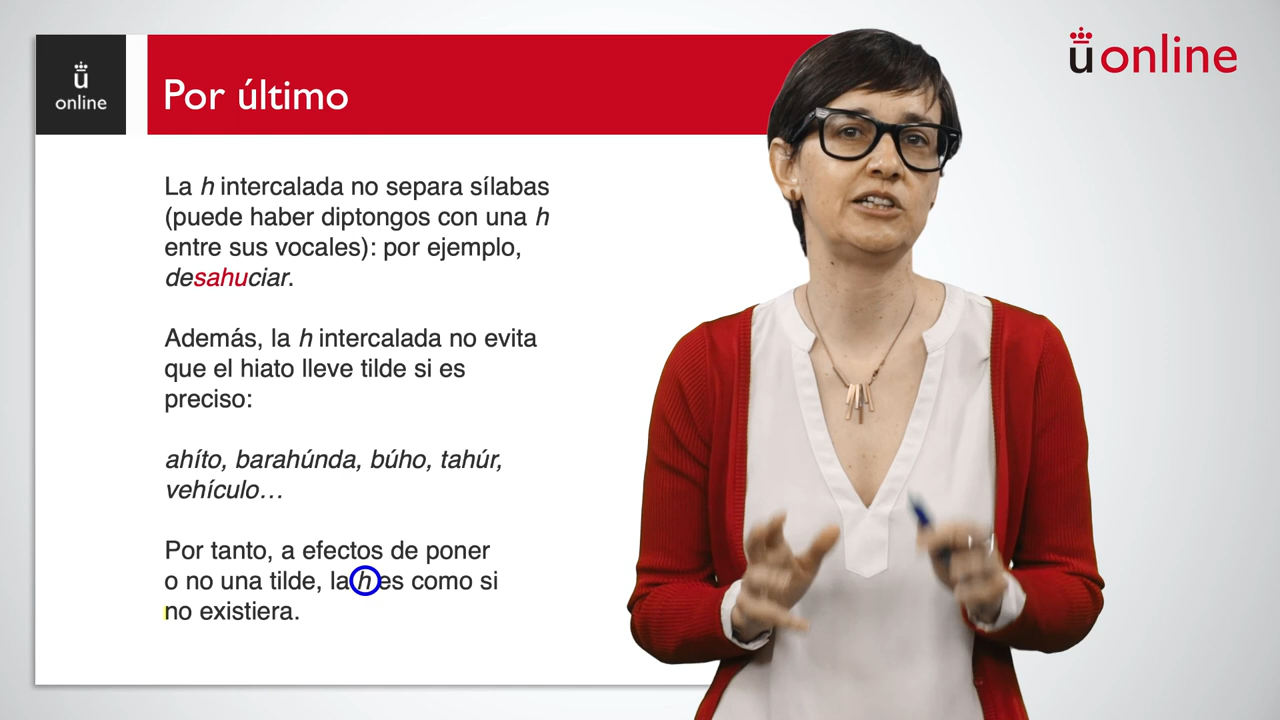 ü online
ü
online
Por último
La h intercalada no separa sílabas
(puede haber diptongos con una h
entre sus vocales): por ejemplo,
desahuciar.
Además, la h intercalada no evita
que el hiato lleve tilde si es
preciso:
ahíto, barahúnda, búho, tahúr,
vehículo…
Por tanto, a efectos de poner
o no una tilde, la h es como si
no existiera.